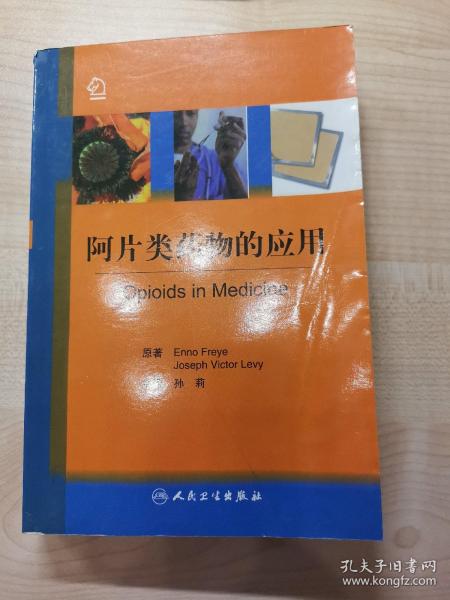 阿片类药物的应用
Opioids in Medicine
原著 Enno Freye
Joseph Victor Levy
孙 莉
人民卫生出版社
孔夫子旧书网
www.kongfz.com